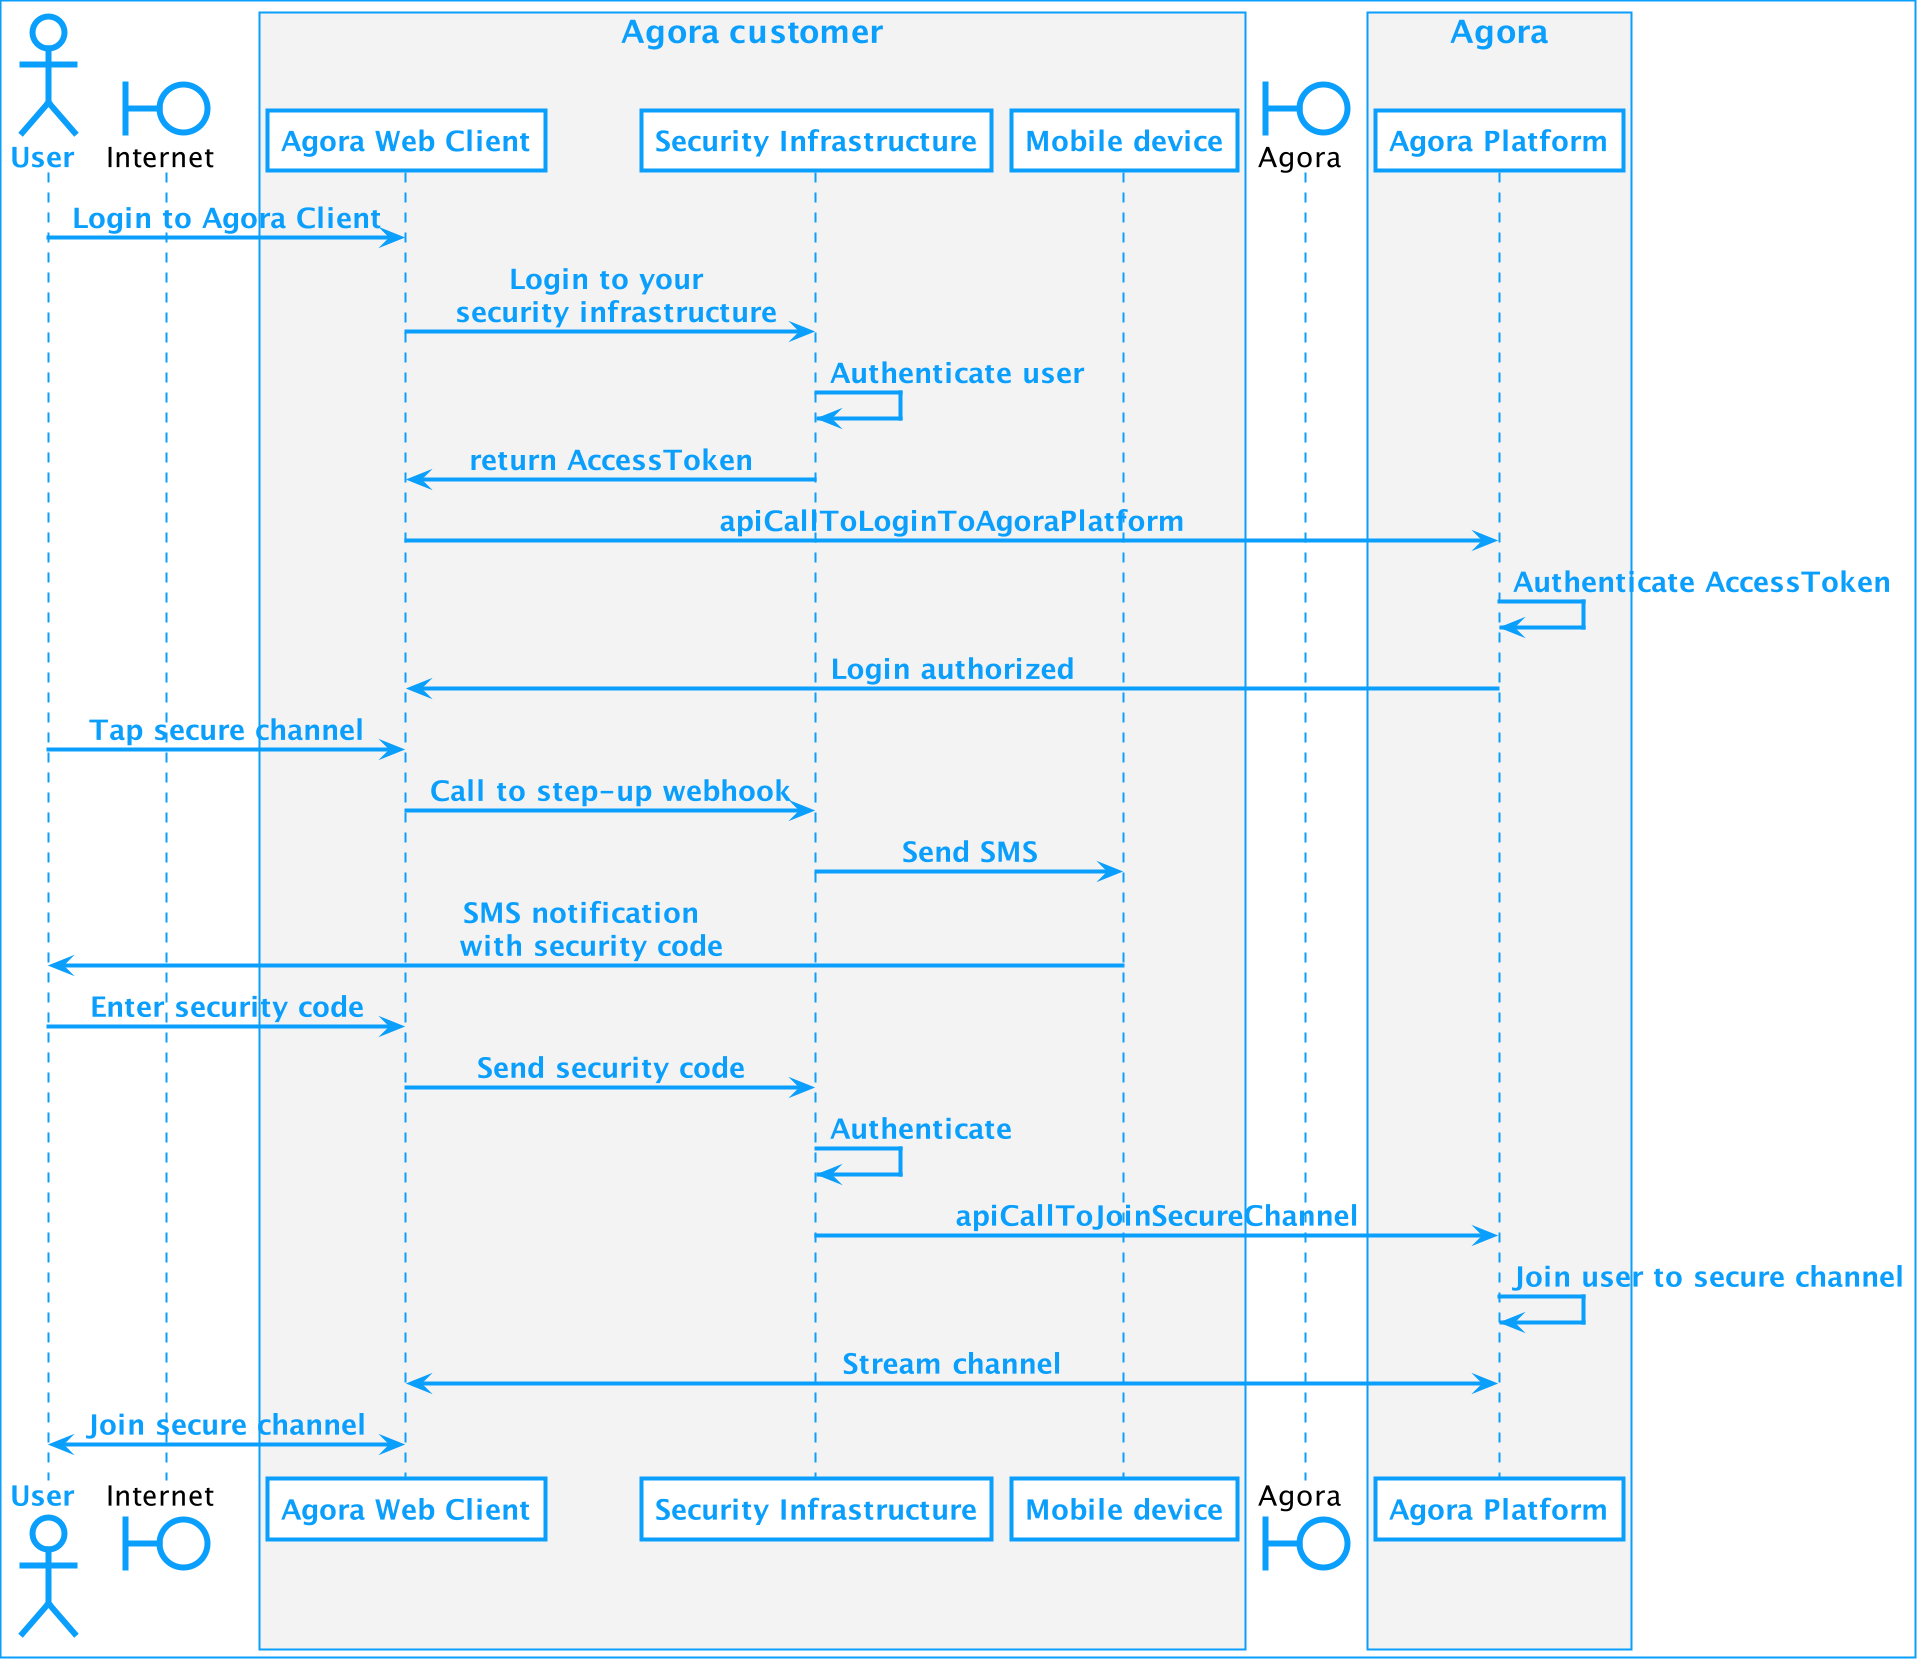 Agora customer
Agora
User
Internet
Agora Web Client
Security Infrastructure
Mobile device
Agora
Agora Platform
Login to Agora Client
Login to your
security infrastructure
Authenticate user
return AccessToken
apiCallToLoginToAgoraPlatform
Authenticate AccessToken
Login authorized
Tap secure channel
Call to step-up webhook
Send SMS
SMS notification
with security code
Enter security code
Send security code
Authenticate
apiCallToJoinSecureChannel
Join user to secure channel
Stream channel
Join secure channel
User
Internet
Agora Web Client
Security Infrastructure
Mobile device
Agora
Agora Platform